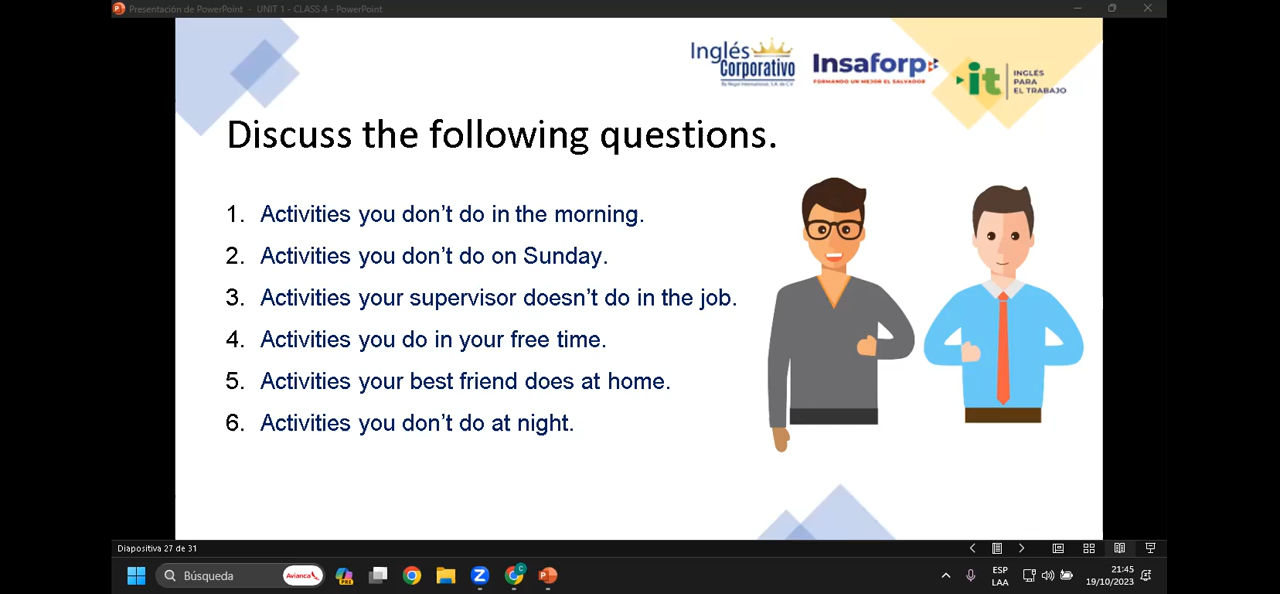 Presentación de PowerPoint - UNIT 1 - CLASS 4 - PowerPoint
Inglés
Corporativo
Insaforp
FORMANDO UN MEJOR EL SALVADOR
it
INGLÉS
PARA
EL TRABAJO
Discuss the following questions.
1. Activities you don't do in the morning.
2. Activities you don't do on Sunday.
3. Activities your supervisor doesn't do in the job.
4. Activities you do in your free time.
5. Activities your best friend does at home.
6. Activities you don't do at night.
Diapositiva 27 de 31
Búsqueda
Avianca
PRE
ESP
LAA
21:45
19/10/2023